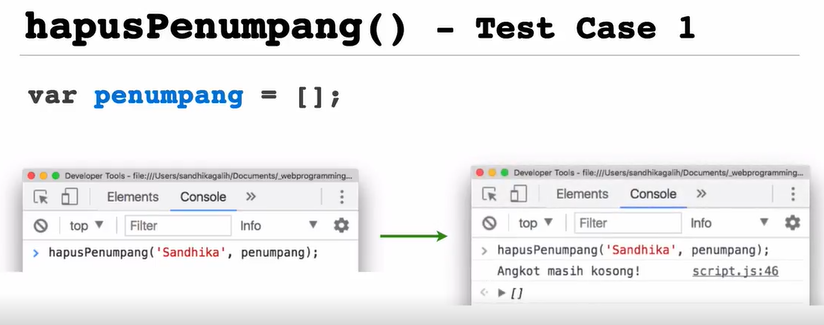 hapusPenumpang() - Test Case 1
var penumpang = [];
Developer Tools - file:///Users/sandhikagalih/Documents/_webprogramming...
Elements Console »
top ▼ Filter Info ▼
> hapusPenumpang('Sandhika', penumpang);
Developer Tools - file:///Users/sandhikagalih/Documents/_webprogramming...
Elements Console »
top ▼ Filter Info ▼
> hapusPenumpang('Sandhika', penumpang);
Angkot masih kosong! script.js:46
▶ []